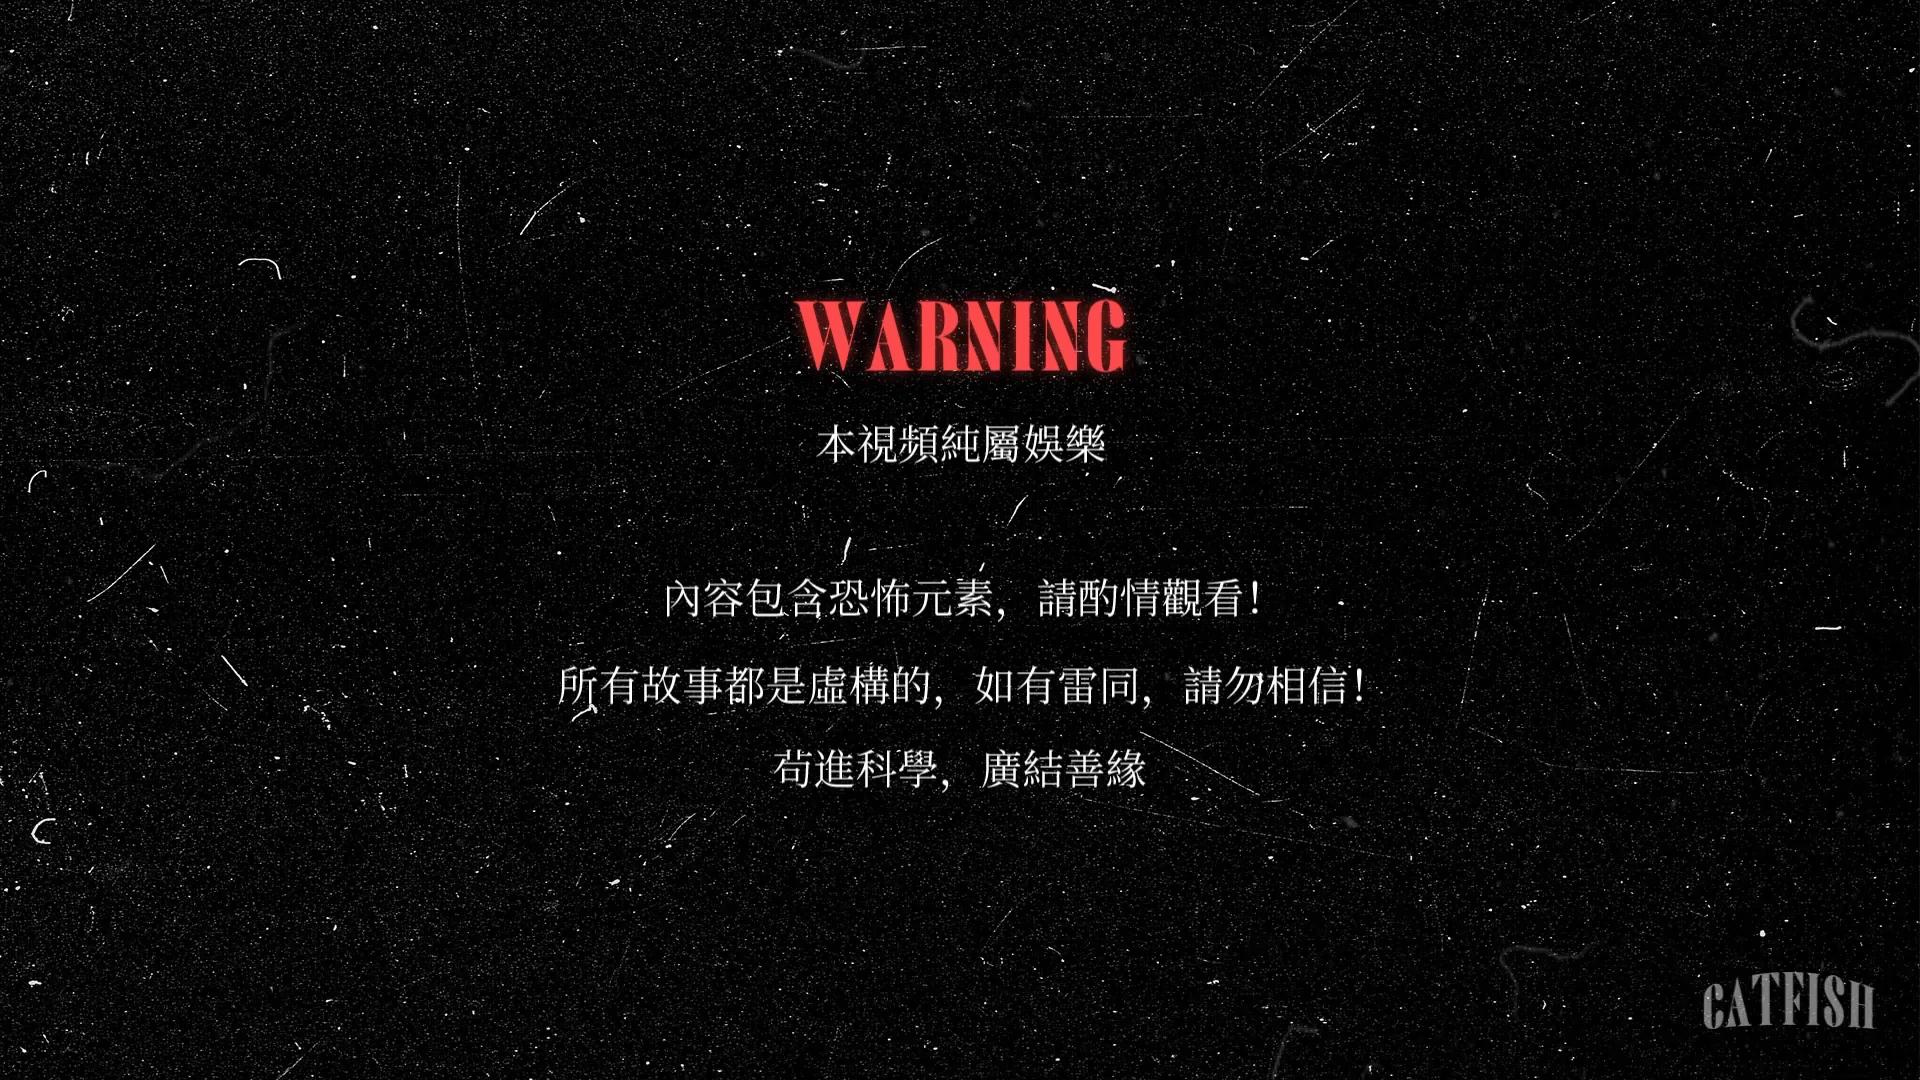 WARNING
本視頻純屬娛樂
內容包含恐怖元素，請酌情觀看！
所有故事都是虛構的，如有雷同，請勿相信！
茍進科學，廣結善緣
CATFISH